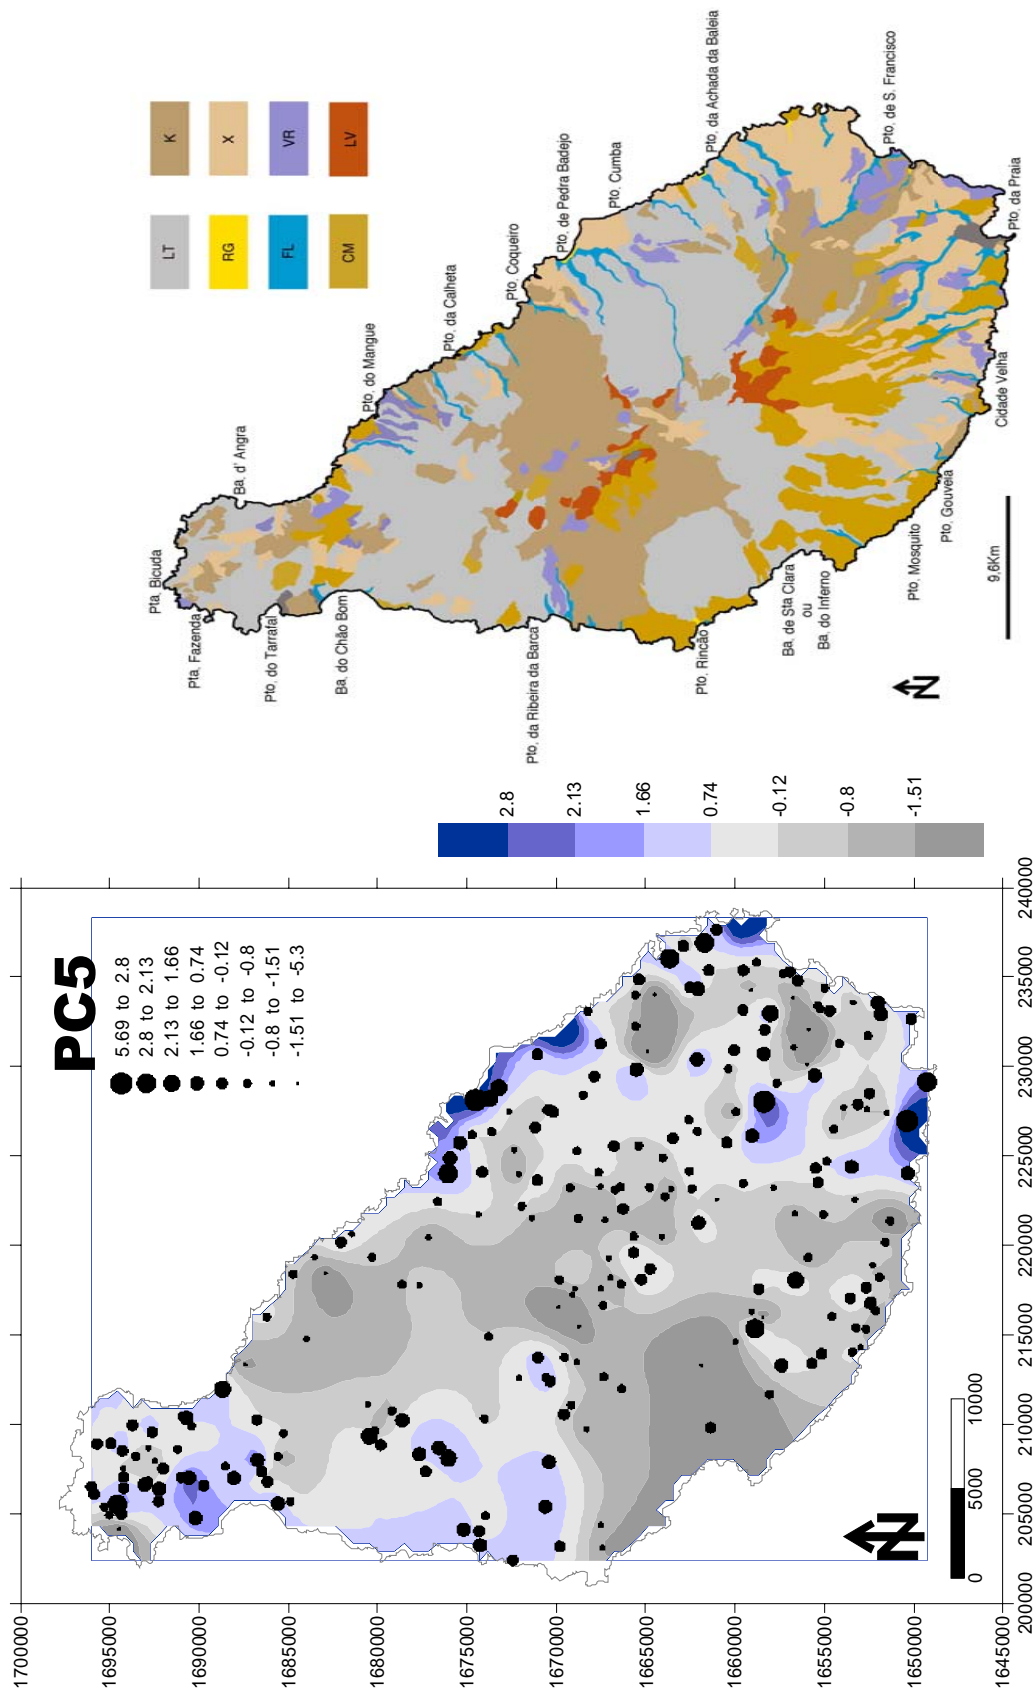 K
X
VR
LV
LT
RG
FL
CM
Pta, Bicuda
Pta, Fazenda
Ba, d' Angra
Pto, do Tarrafal
Ba, do Chão Bom
Pto, do Mangue
Pto, da Calheta
Pto, Coqueiro
Pto, de Pedra Badejo
Pto, Cumba
Pto, da Achada da Baleia
Pto, de S. Francisco
Pto, da Praia
Cidade Velha
Pto, Gouveia
Pto, Mosquito
Ba, de Sta Clara
ou
Ba, do Inferno
Pto, Rincão
Pto, da Ribeira da Barca
9,6Km
N
PC5
5.69 to 2.8
2.8 to 2.13
2.13 to 1.66
1.66 to 0.74
0.74 to -0.12
-0.12 to -0.8
-0.8 to -1.51
-1.51 to -5.3
2.8
2.13
1.66
0.74
-0.12
-0.8
-1.51
1700000
1695000
1690000
1685000
1680000
1675000
1670000
1665000
1660000
1655000
1650000
1645000
200000
205000
210000
215000
220000
225000
230000
235000
240000
N
0
5000
10000